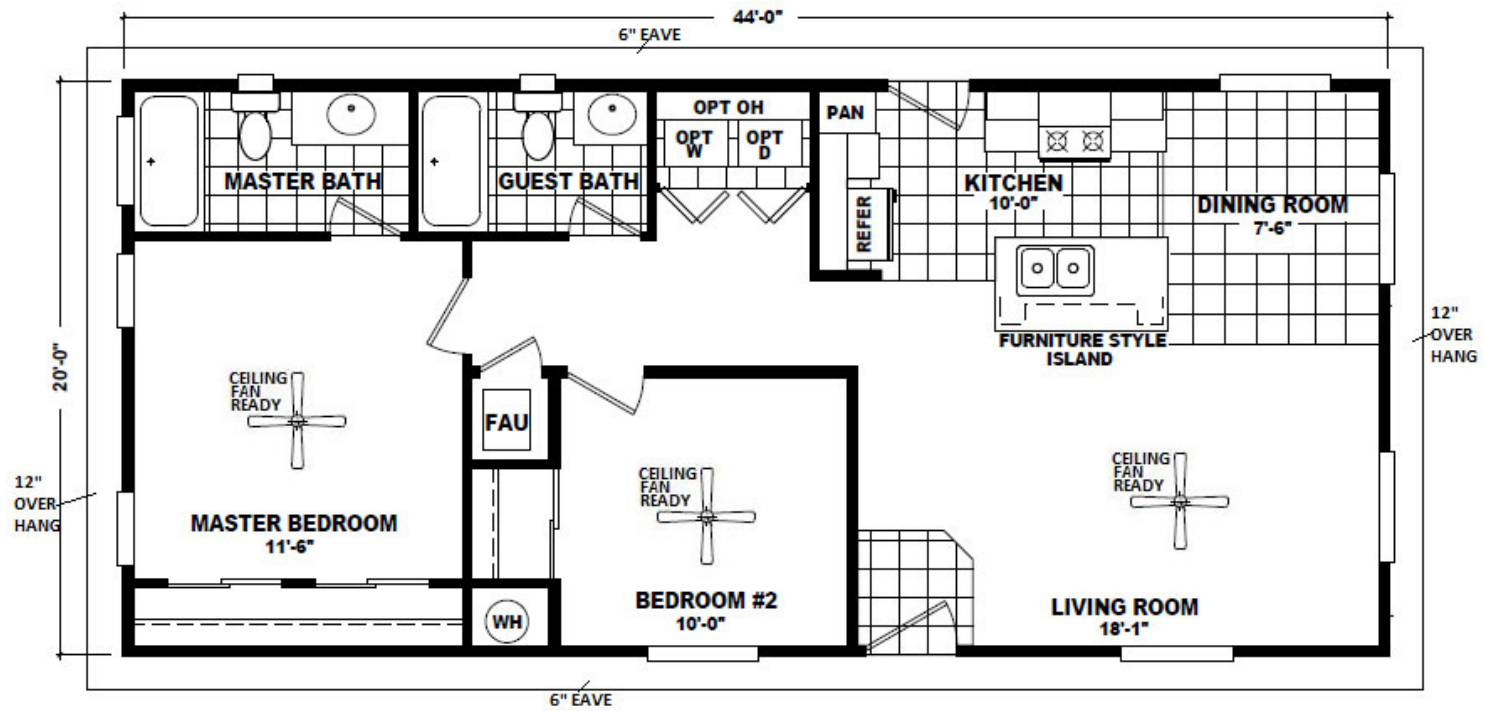 44'-0"
6" EAVE
OPT OH
PAN
OPT
W
OPT
D
MASTER BATH
GUEST BATH
KITCHEN
10'-0"
DINING ROOM
7'-6"
REFER
FURNITURE STYLE
ISLAND
12"
OVER
HANG
20'-0"
CEILING
FAN
READY
FAU
CEILING
FAN
READY
CEILING
FAN
READY
12"
OVER
HANG
MASTER BEDROOM
11'-6"
BEDROOM #2
10'-0"
LIVING ROOM
18'-1"
WH
6" EAVE